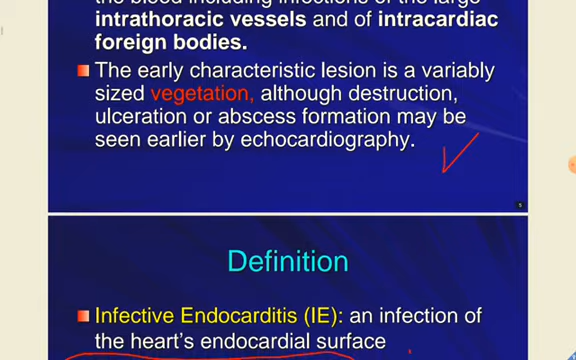 the blood including infections of the large
intrathoracic vessels and of intracardiac
foreign bodies.
The early characteristic lesion is a variably
sized vegetation, although destruction,
ulceration or abscess formation may be
seen earlier by echocardiography.
5
Definition
Infective Endocarditis (IE): an infection of
the heart's endocardial surface